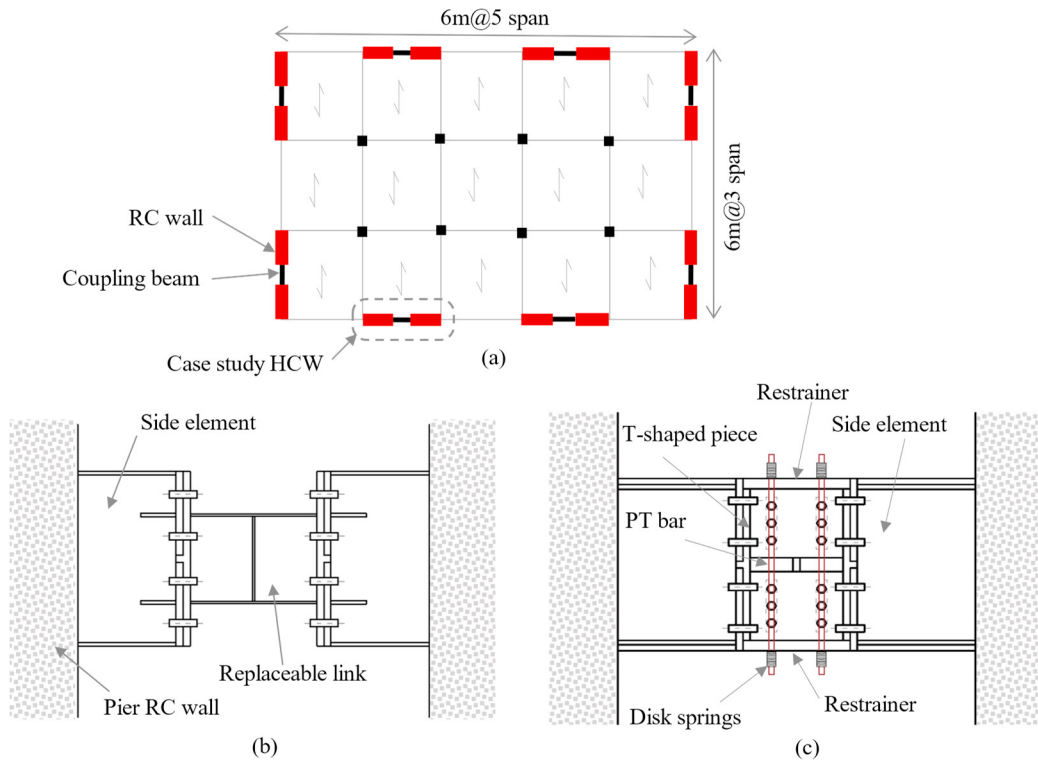 6m@5 span
6m@3 span
RC wall
Coupling beam
Case study HCW
(a)
Side element
Replaceable link
Pier RC wall
(b)
Restrainer
T-shaped piece
Side element
PT bar
Disk springs
Restrainer
(c)